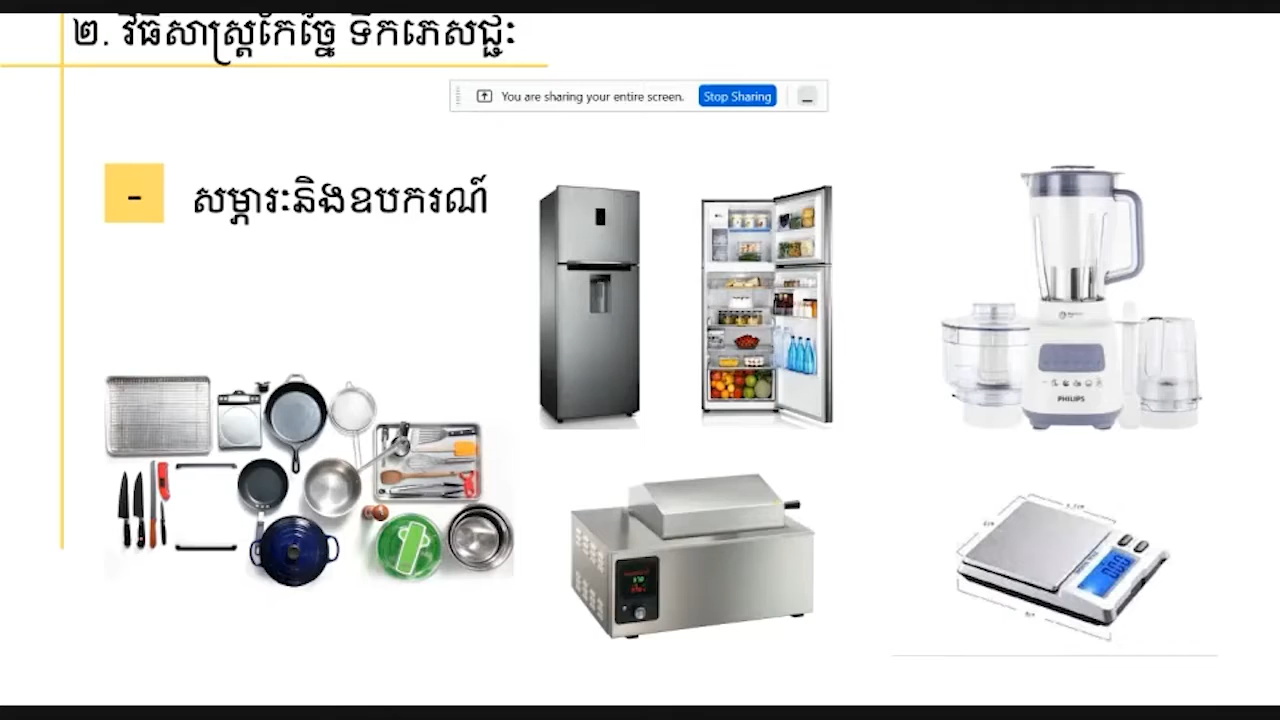 ២. វិធីសាស្ត្រកែច្នៃ ទឹកភេសជ្ជៈ
You are sharing your entire screen. Stop Sharing
- សម្ភារៈនិងឧបករណ៍
PHILIPS